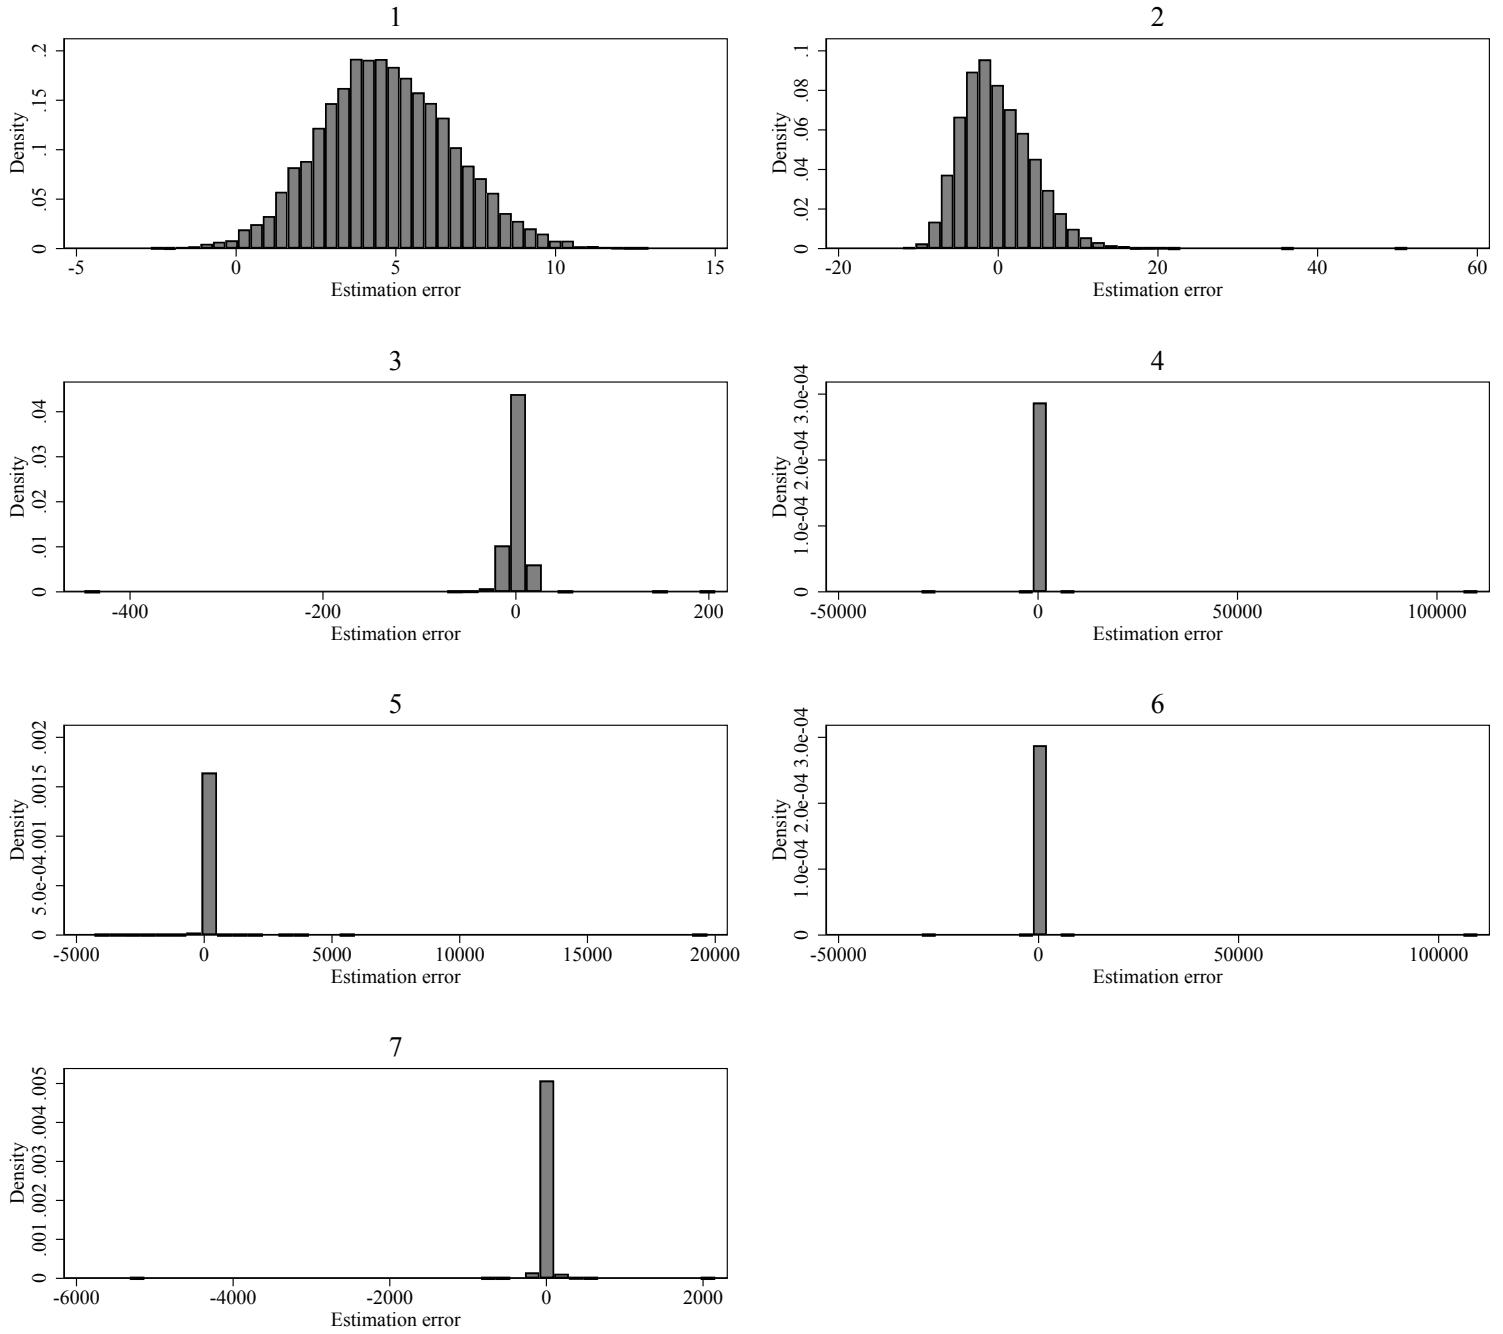 1
Density
.2
.15
.1
.05
0
-5 0 5 10 15
Estimation error
2
Density
.1
.08
.06
.04
.02
0
-20 0 20 40 60
Estimation error
3
Density
.04
.03
.02
.01
0
-400 -200 0 200
Estimation error
4
Density
3.0e-04
2.0e-04
1.0e-04
0
-50000 0 50000 100000
Estimation error
5
Density
.002
.0015
.001
5.0e-04
0
-5000 0 5000 10000 15000 20000
Estimation error
6
Density
3.0e-04
2.0e-04
1.0e-04
0
-50000 0 50000 100000
Estimation error
7
Density
.005
.004
.003
.002
.001
0
-6000 -4000 -2000 0 2000
Estimation error